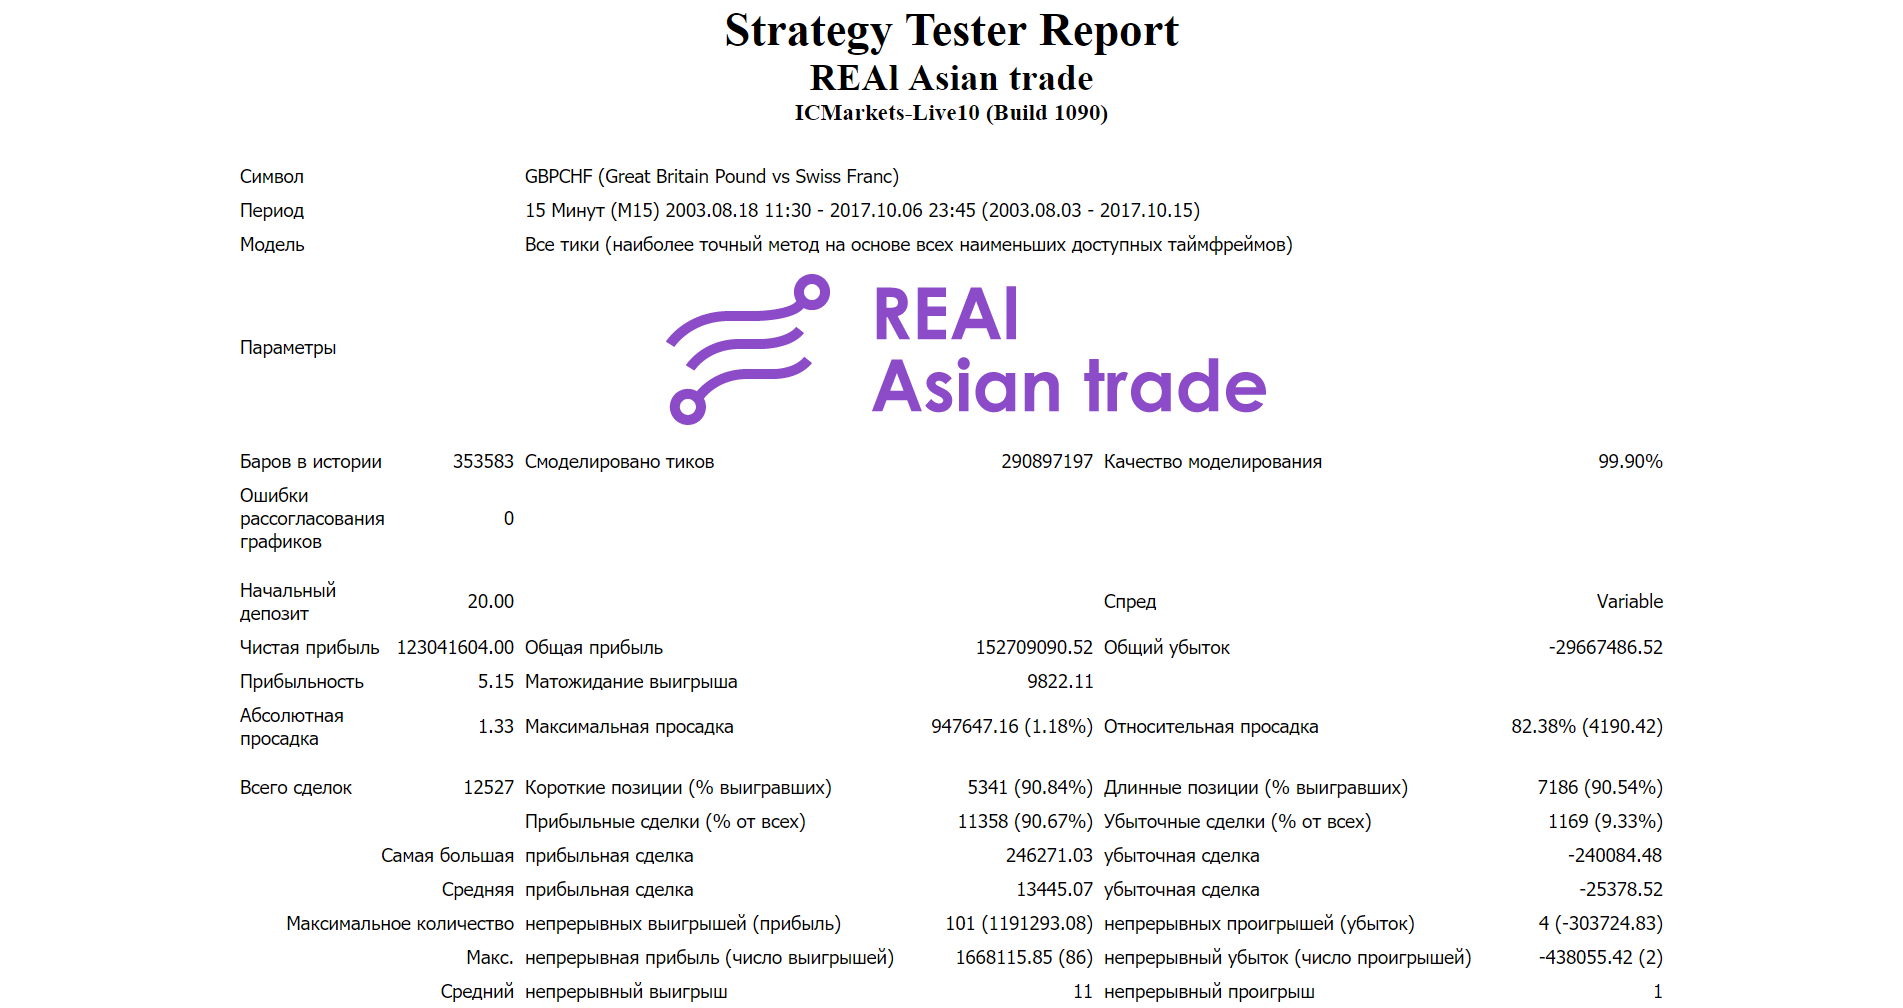 Strategy Tester Report
REAl Asian trade
ICMarkets-Live10 (Build 1090)
Символ GBPCHF (Great Britain Pound vs Swiss Franc)
Период 15 Минут (M15) 2003.08.18 11:30 - 2017.10.06 23:45 (2003.08.03 - 2017.10.15)
Модель Все тики (наиболее точный метод на основе всех наименьших доступных таймфреймов)
Параметры
REAl
Asian trade
Баров в истории 353583 Смоделировано тиков 290897197 Качество моделирования 99.90%
Ошибки
рассогласования 0
графиков
Начальный
депозит 20.00 Спред Variable
Чистая прибыль 123041604.00 Общая прибыль 152709090.52 Общий убыток -29667486.52
Прибыльность 5.15 Матожидание выигрыша 9822.11
Абсолютная
просадка 1.33 Максимальная просадка 947647.16 (1.18%) Относительная просадка 82.38% (4190.42)
Всего сделок 12527 Короткие позиции (% выигравших) 5341 (90.84%) Длинные позиции (% выигравших) 7186 (90.54%)
Прибыльные сделки (% от всех) 11358 (90.67%) Убыточные сделки (% от всех) 1169 (9.33%)
Самая большая прибыльная сделка 246271.03 убыточная сделка -240084.48
Средняя прибыльная сделка 13445.07 убыточная сделка -25378.52
Максимальное количество непрерывных выигрышей (прибыль) 101 (1191293.08) непрерывных проигрышей (убыток) 4 (-303724.83)
Макс. непрерывная прибыль (число выигрышей) 1668115.85 (86) непрерывный убыток (число проигрышей) -438055.42 (2)
Средний непрерывный выигрыш 11 непрерывный проигрыш 1